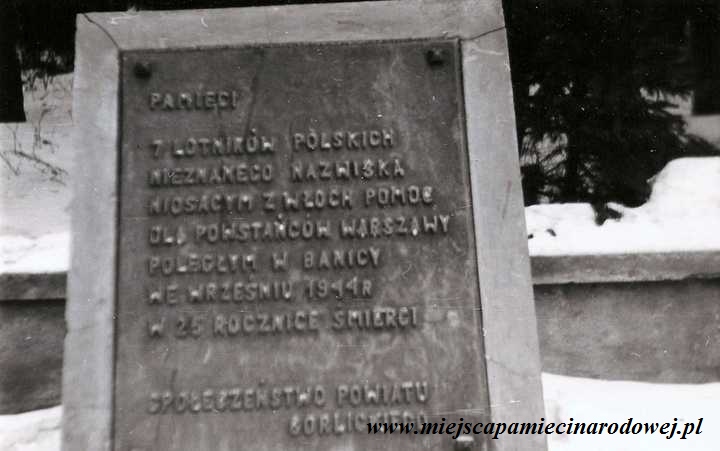 PAMIĘCI
7 LOTNIKÓW POLSKICH
NIEZNANEGO NAZWISKA
NIOSĄCYM Z WŁOCH POMOC
DLA POWSTAŃCÓW WARSZAWY
POLEGŁYM W BANICY
WE WRZEŚNIU 1944 R
W 25 ROCZNICĘ ŚMIERCI
SPOŁECZEŃSTWO POWIATU
GORLICKIEGO
www.miejscapamiecinarodowej.pl